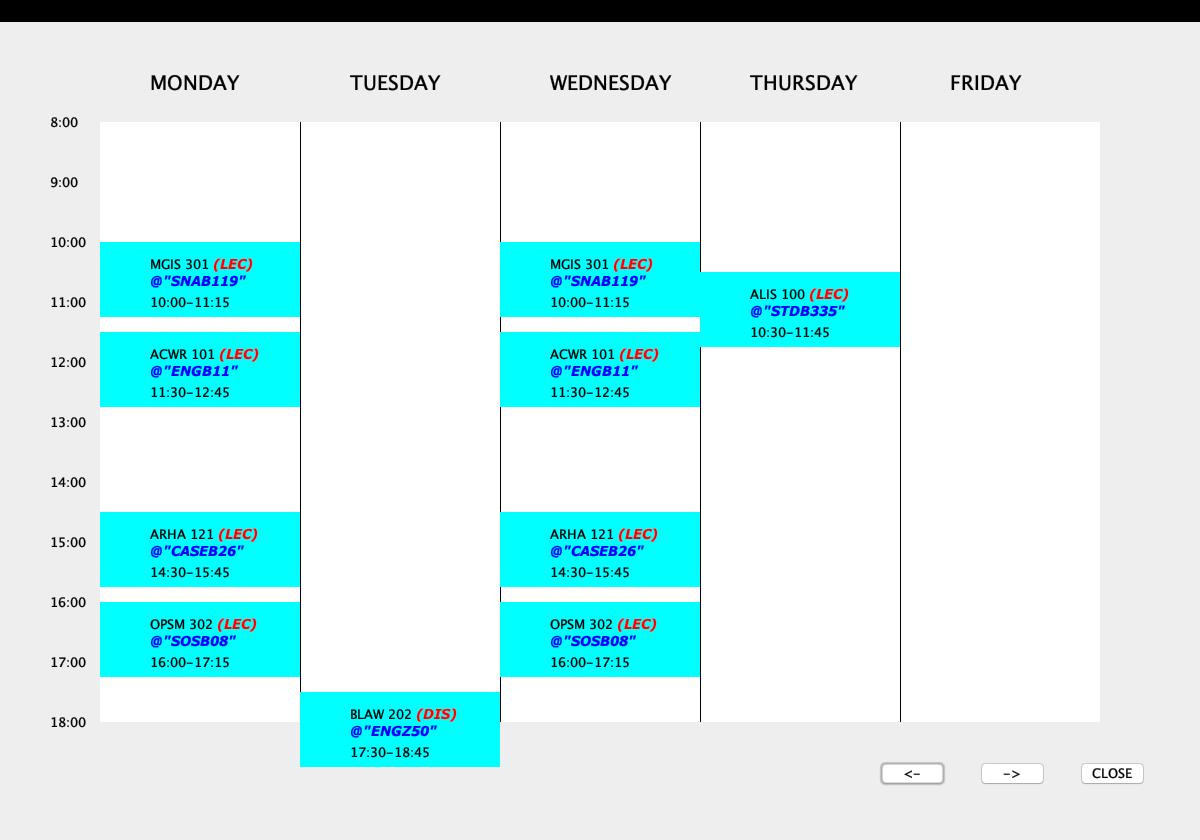 MONDAY TUESDAY WEDNESDAY THURSDAY FRIDAY
8:00
9:00
10:00
11:00
12:00
13:00
14:00
15:00
16:00
17:00
18:00
MGIS 301 (LEC)
@"SNAB119"
10:00-11:15
ACWR 101 (LEC)
@"ENGB11"
11:30-12:45
ARHA 121 (LEC)
@"CASEB26"
14:30-15:45
OPSM 302 (LEC)
@"SOSB08"
16:00-17:15
BLAW 202 (DIS)
@"ENGZ50"
17:30-18:45
MGIS 301 (LEC)
@"SNAB119"
10:00-11:15
ACWR 101 (LEC)
@"ENGB11"
11:30-12:45
ARHA 121 (LEC)
@"CASEB26"
14:30-15:45
OPSM 302 (LEC)
@"SOSB08"
16:00-17:15
ALIS 100 (LEC)
@"STDB335"
10:30-11:45
<- -> CLOSE